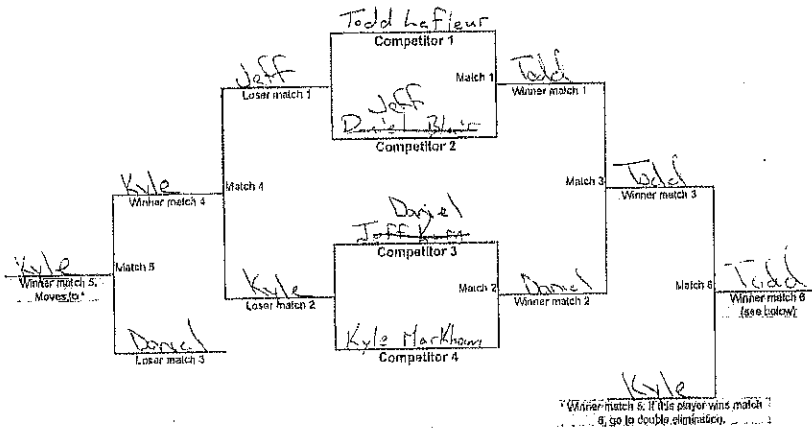 Todd Lafleur
Competitor 1
Jeff
Loser match 1
Match 1
Todd
Winner match 1
Jeff
Daniel Blair
Competitor 2
Kyle
Winner match 4
Match 4
Match 3
Todd
Winner match 3
Daniel
Jeff
Competitor 3
Kyle
Winner match 5,
Moves to *
Match 5
Kyle
Loser match 2
Match 2
Daniel
Winner match 2
Match 6
Todd
Winner match 6
(see below)
Daniel
Loser match 3
Kyle Markham
Competitor 4
Kyle
* Winner match 5. If this player wins match
6, go to double elimination.